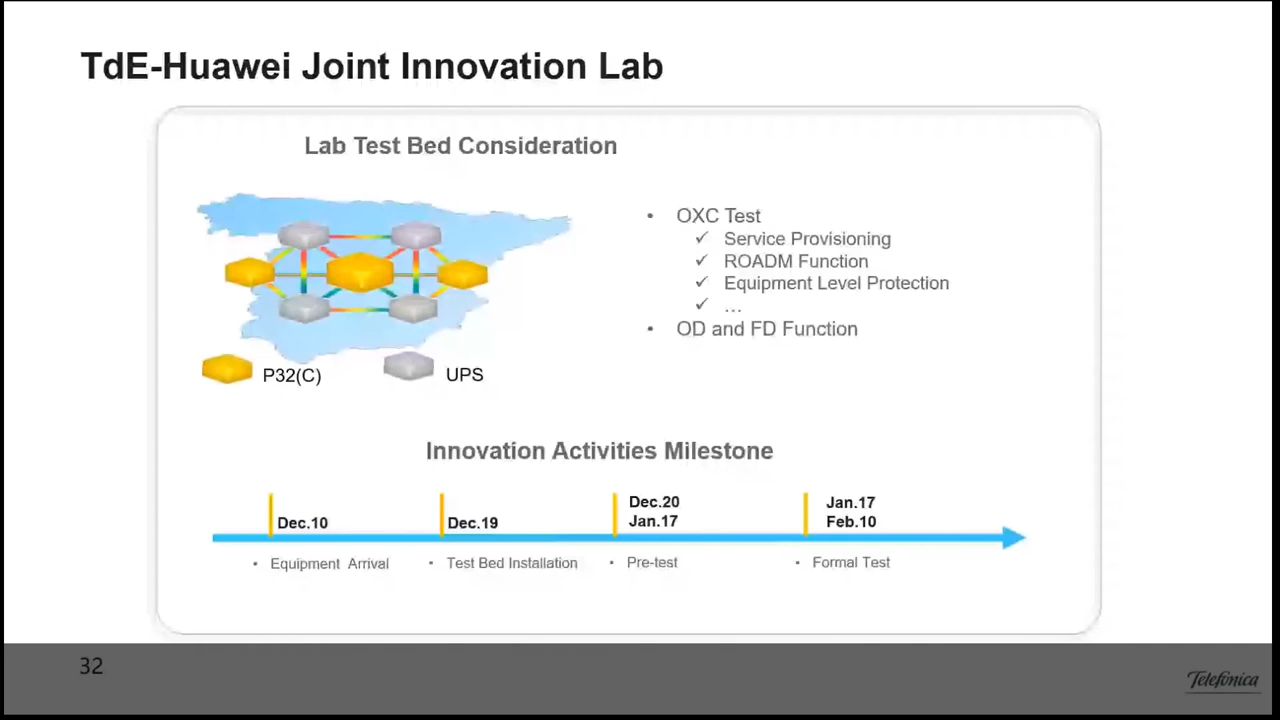 TdE-Huawei Joint Innovation Lab
Lab Test Bed Consideration
• OXC Test
✓ Service Provisioning
✓ ROADM Function
✓ Equipment Level Protection
✓ ...
• OD and FD Function
P32(C)
UPS
Innovation Activities Milestone
Dec.10
Dec.19
Dec.20
Jan.17
Jan.17
Feb.10
• Equipment Arrival
• Test Bed Installation
• Pre-test
• Formal Test
32
Telefónica